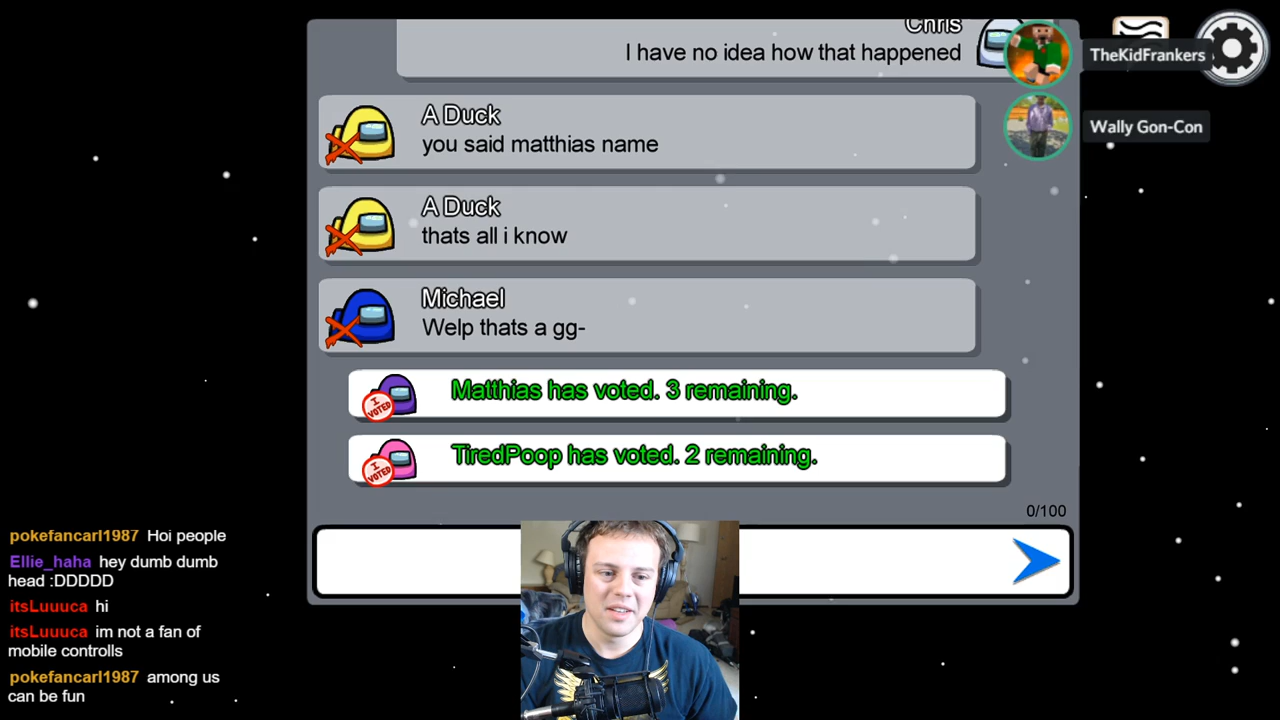 Chris
I have no idea how that happened
TheKidFrankers
Wally Gon-Con
A Duck
you said matthias name
A Duck
thats all i know
Michael
Welp thats a gg-
I VOTED
Matthias has voted. 3 remaining.
I VOTED
TiredPoop has voted. 2 remaining.
0/100
pokefancarl1987 Hoi people
Ellie_haha hey dumb dumb
head :DDDDD
itsLuuuca hi
itsLuuuca im not a fan of
mobile controlls
pokefancarl1987 among us
can be fun